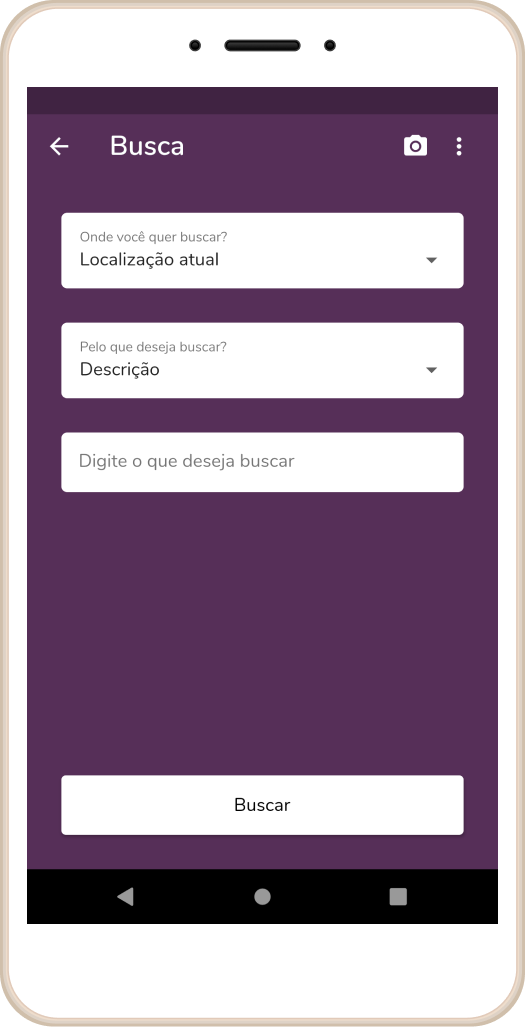 Busca
Onde você quer buscar?
Localização atual
Pelo que deseja buscar?
Descrição
Digite o que deseja buscar
Buscar